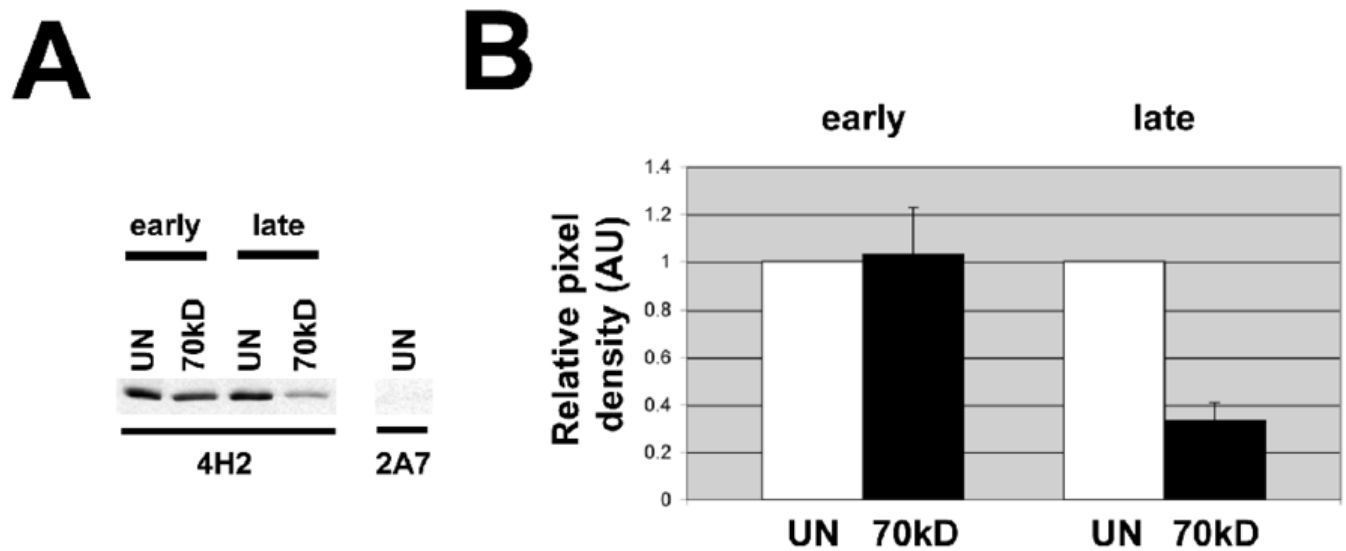 A
early late
UN 70kD UN 70kD UN
4H2 2A7
B
early late
Relative pixel
density (AU)
1.4
1.2
1
0.8
0.6
0.4
0.2
0
UN 70kD UN 70kD